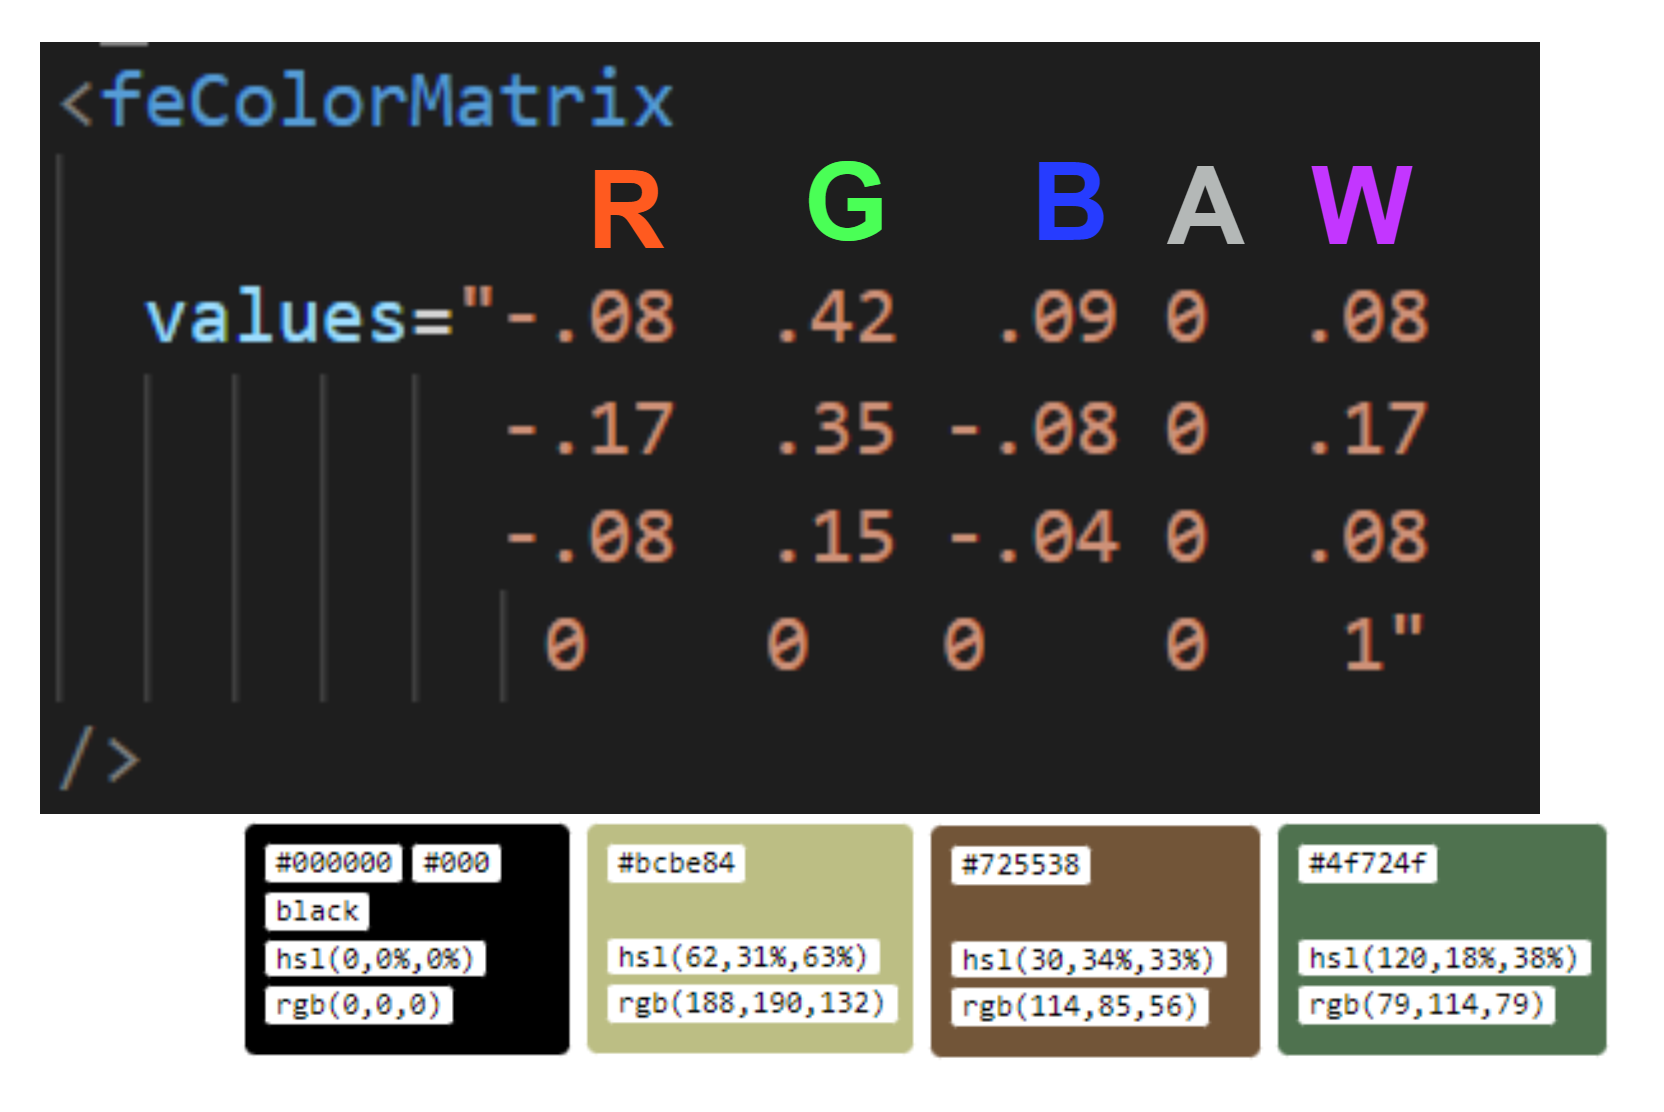 <feColorMatrix
R G B A W
values="-.08 .42 .09 0 .08
-.17 .35 -.08 0 .17
-.08 .15 -.04 0 .08
0 0 0 0 1"
/>
#000000 #000
black
hsl(0,0%,0%)
rgb(0,0,0)
#bcbe84
hsl(62,31%,63%)
rgb(188,190,132)
#725538
hsl(30,34%,33%)
rgb(114,85,56)
#4f724f
hsl(120,18%,38%)
rgb(79,114,79)